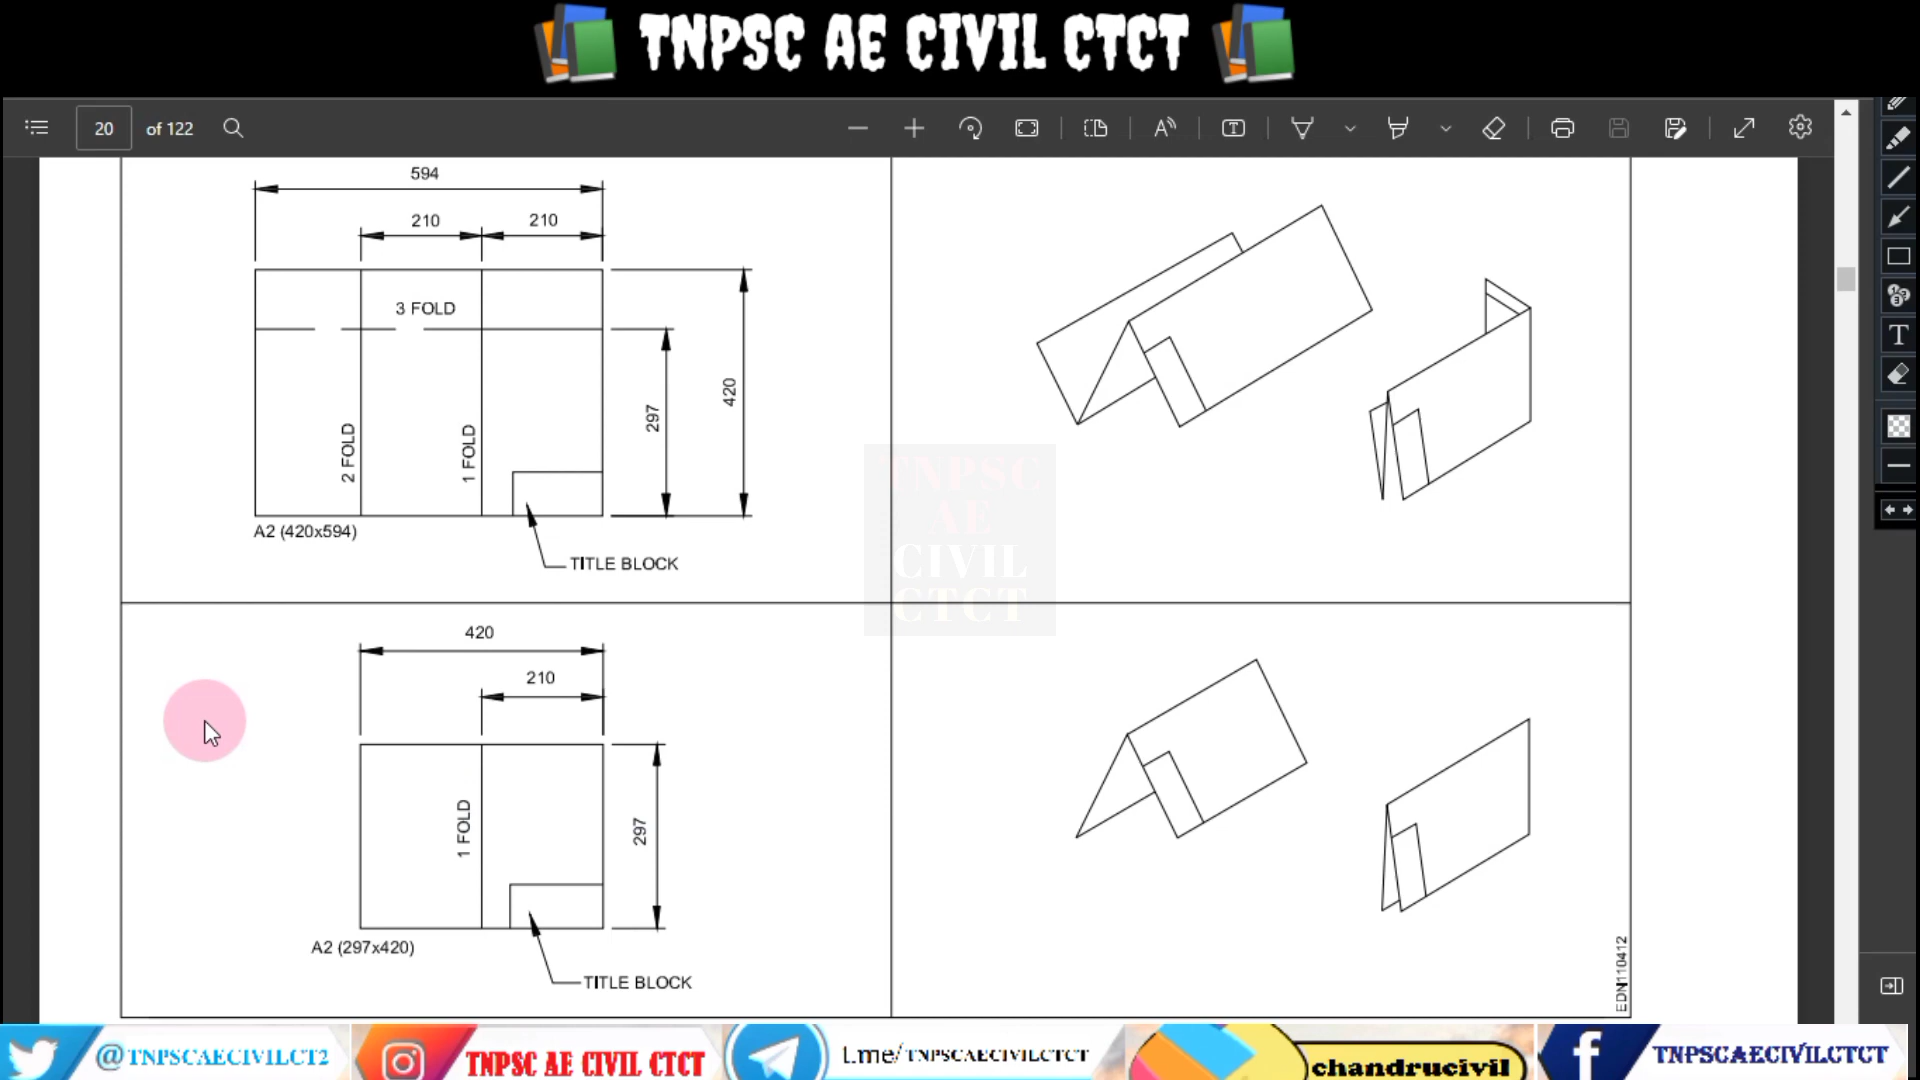 TNPSC AE CIVIL CTCT
20 of 122
594
210 210
3 FOLD
2 FOLD
1 FOLD
297
420
A2 (420x594)
TITLE BLOCK
TNPSC
AE
CIVIL
CTCT
420
210
1 FOLD
297
A2 (297x420)
TITLE BLOCK
EDN110412
@TNPSCAECIVILCT2
TNPSC AE CIVIL CTCT
t.me/TNPSCAECIVILCTCT
chandrucivil
TNPSCAECIVILCTCT